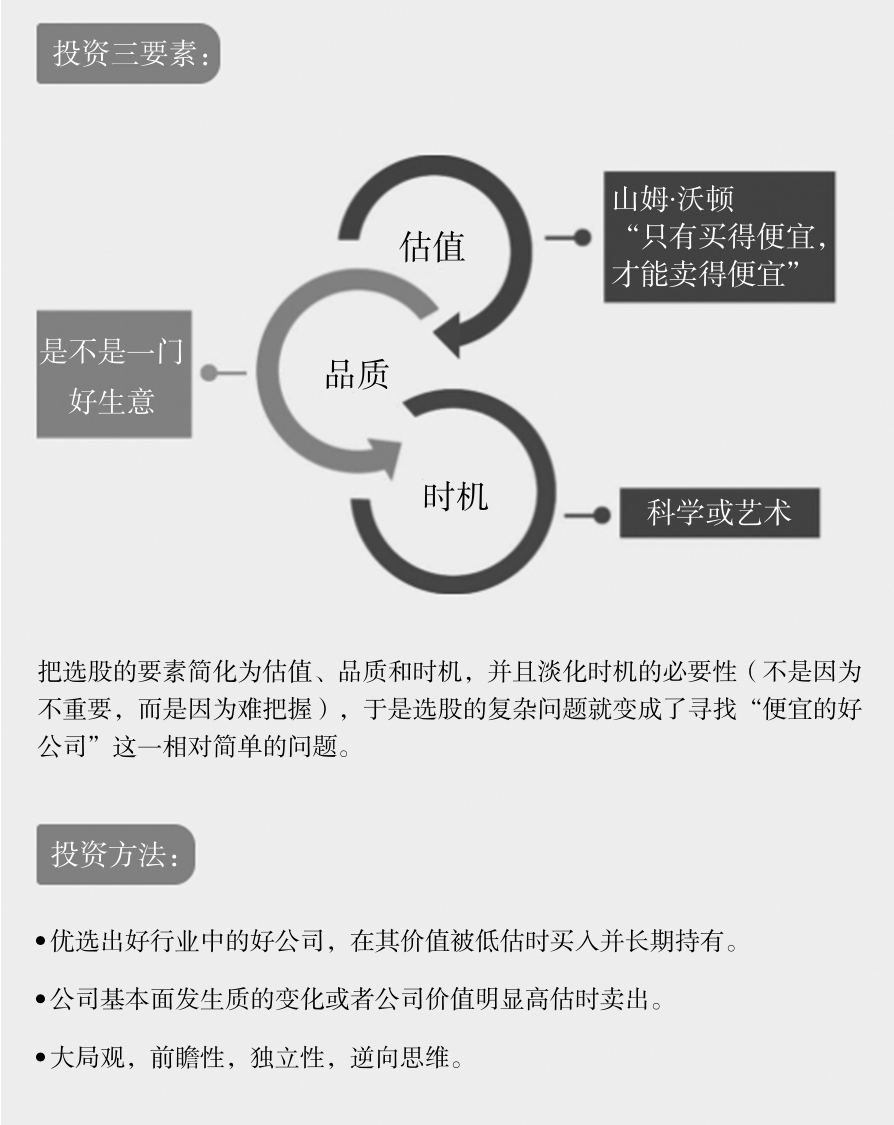 投资三要素：
估值
山姆·沃顿
“只有买得便宜，
才能卖得便宜”
是不是一门
好生意
品质
时机
科学或艺术
把选股的要素简化为估值、品质和时机，并且淡化时机的必要性（不是因为
不重要，而是因为难把握），于是选股的复杂问题就变成了寻找“便宜的好
公司”这一相对简单的问题。
投资方法：
•优选出好行业中的好公司，在其价值被低估时买入并长期持有。
•公司基本面发生质的变化或者公司价值明显高估时卖出。
•大局观，前瞻性，独立性，逆向思维。